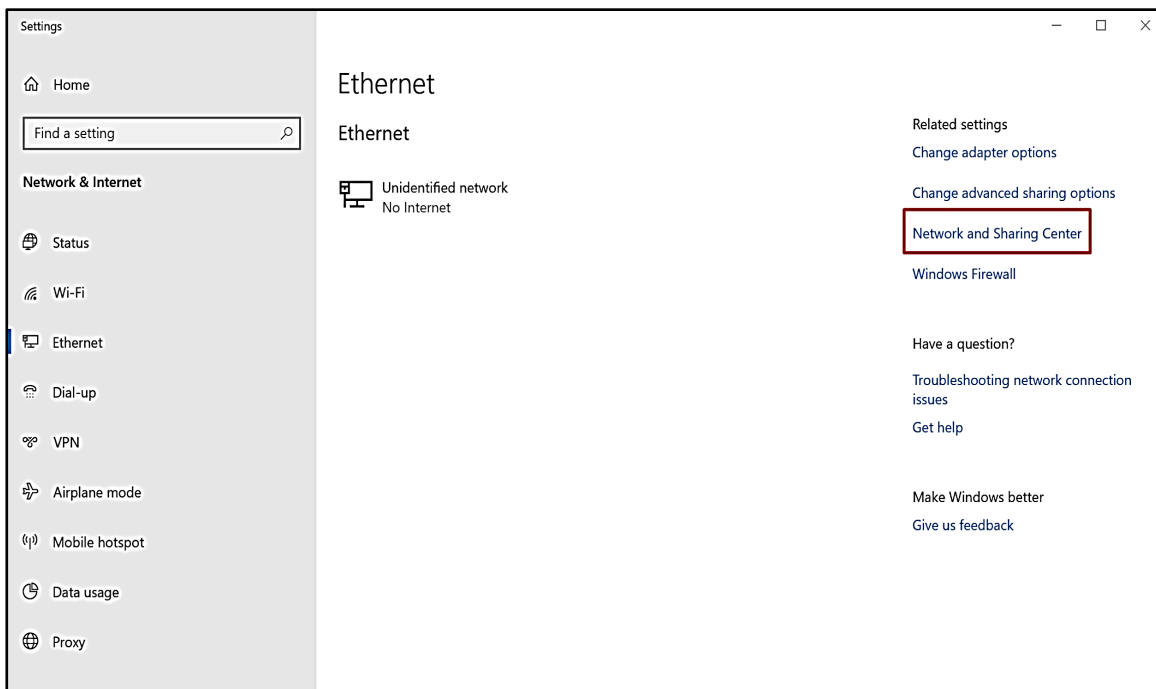 Settings
Home
Find a setting
Network & Internet
Status
Wi-Fi
Ethernet
Dial-up
VPN
Airplane mode
Mobile hotspot
Data usage
Proxy
Ethernet
Ethernet
Unidentified network
No Internet
Related settings
Change adapter options
Change advanced sharing options
Network and Sharing Center
Windows Firewall
Have a question?
Troubleshooting network connection
issues
Get help
Make Windows better
Give us feedback